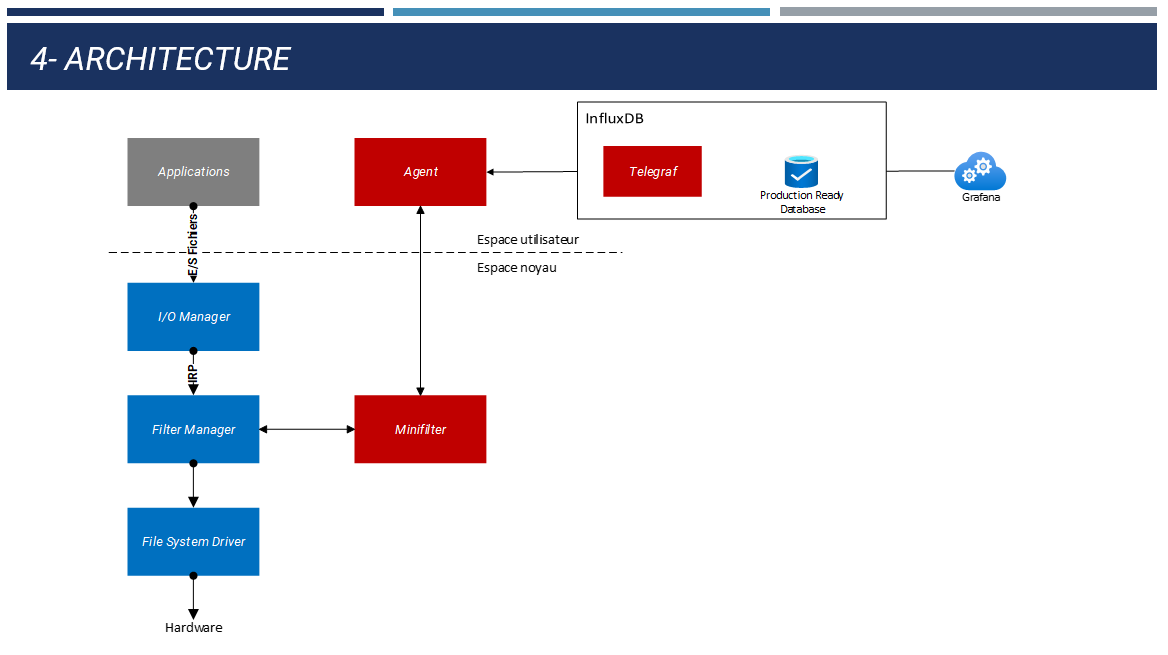 4- ARCHITECTURE
InfluxDB
Applications
Agent
Telegraf
Production Ready
Database
Grafana
E/S Fichiers
Espace utilisateur
Espace noyau
I/O Manager
IRP
Filter Manager
Minifilter
File System Driver
Hardware